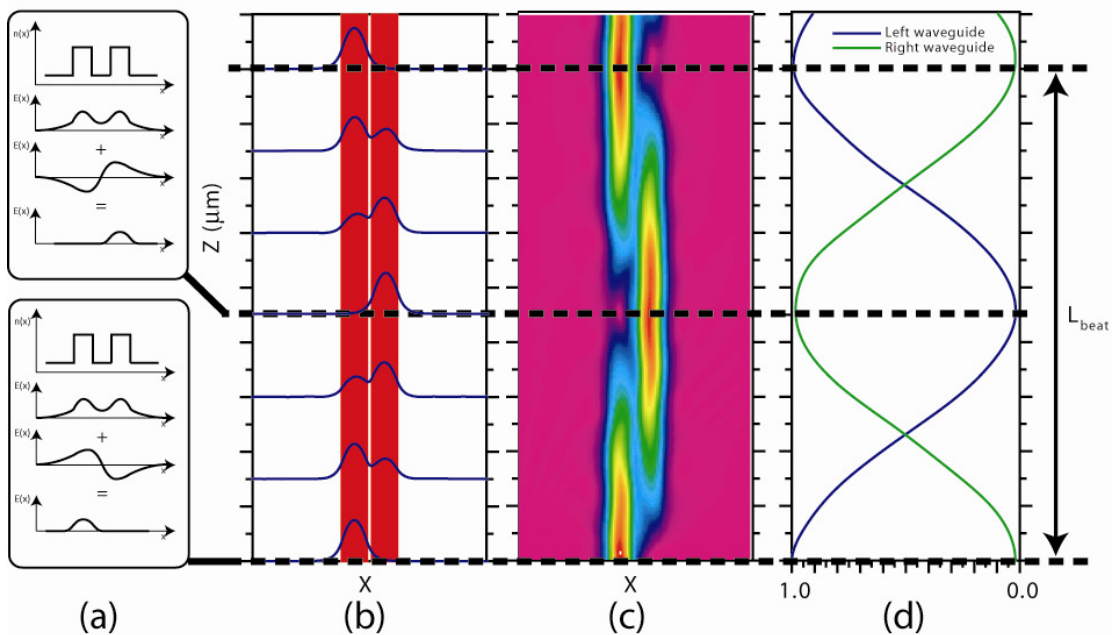 n(x)
x
E(x)
x
+
E(x)
x
=
E(x)
x
n(x)
x
E(x)
x
+
E(x)
x
=
E(x)
x
Z (μm)
X
X
Left waveguide
Right waveguide
1.0
0.0
L beat
(a)
(b)
(c)
(d)